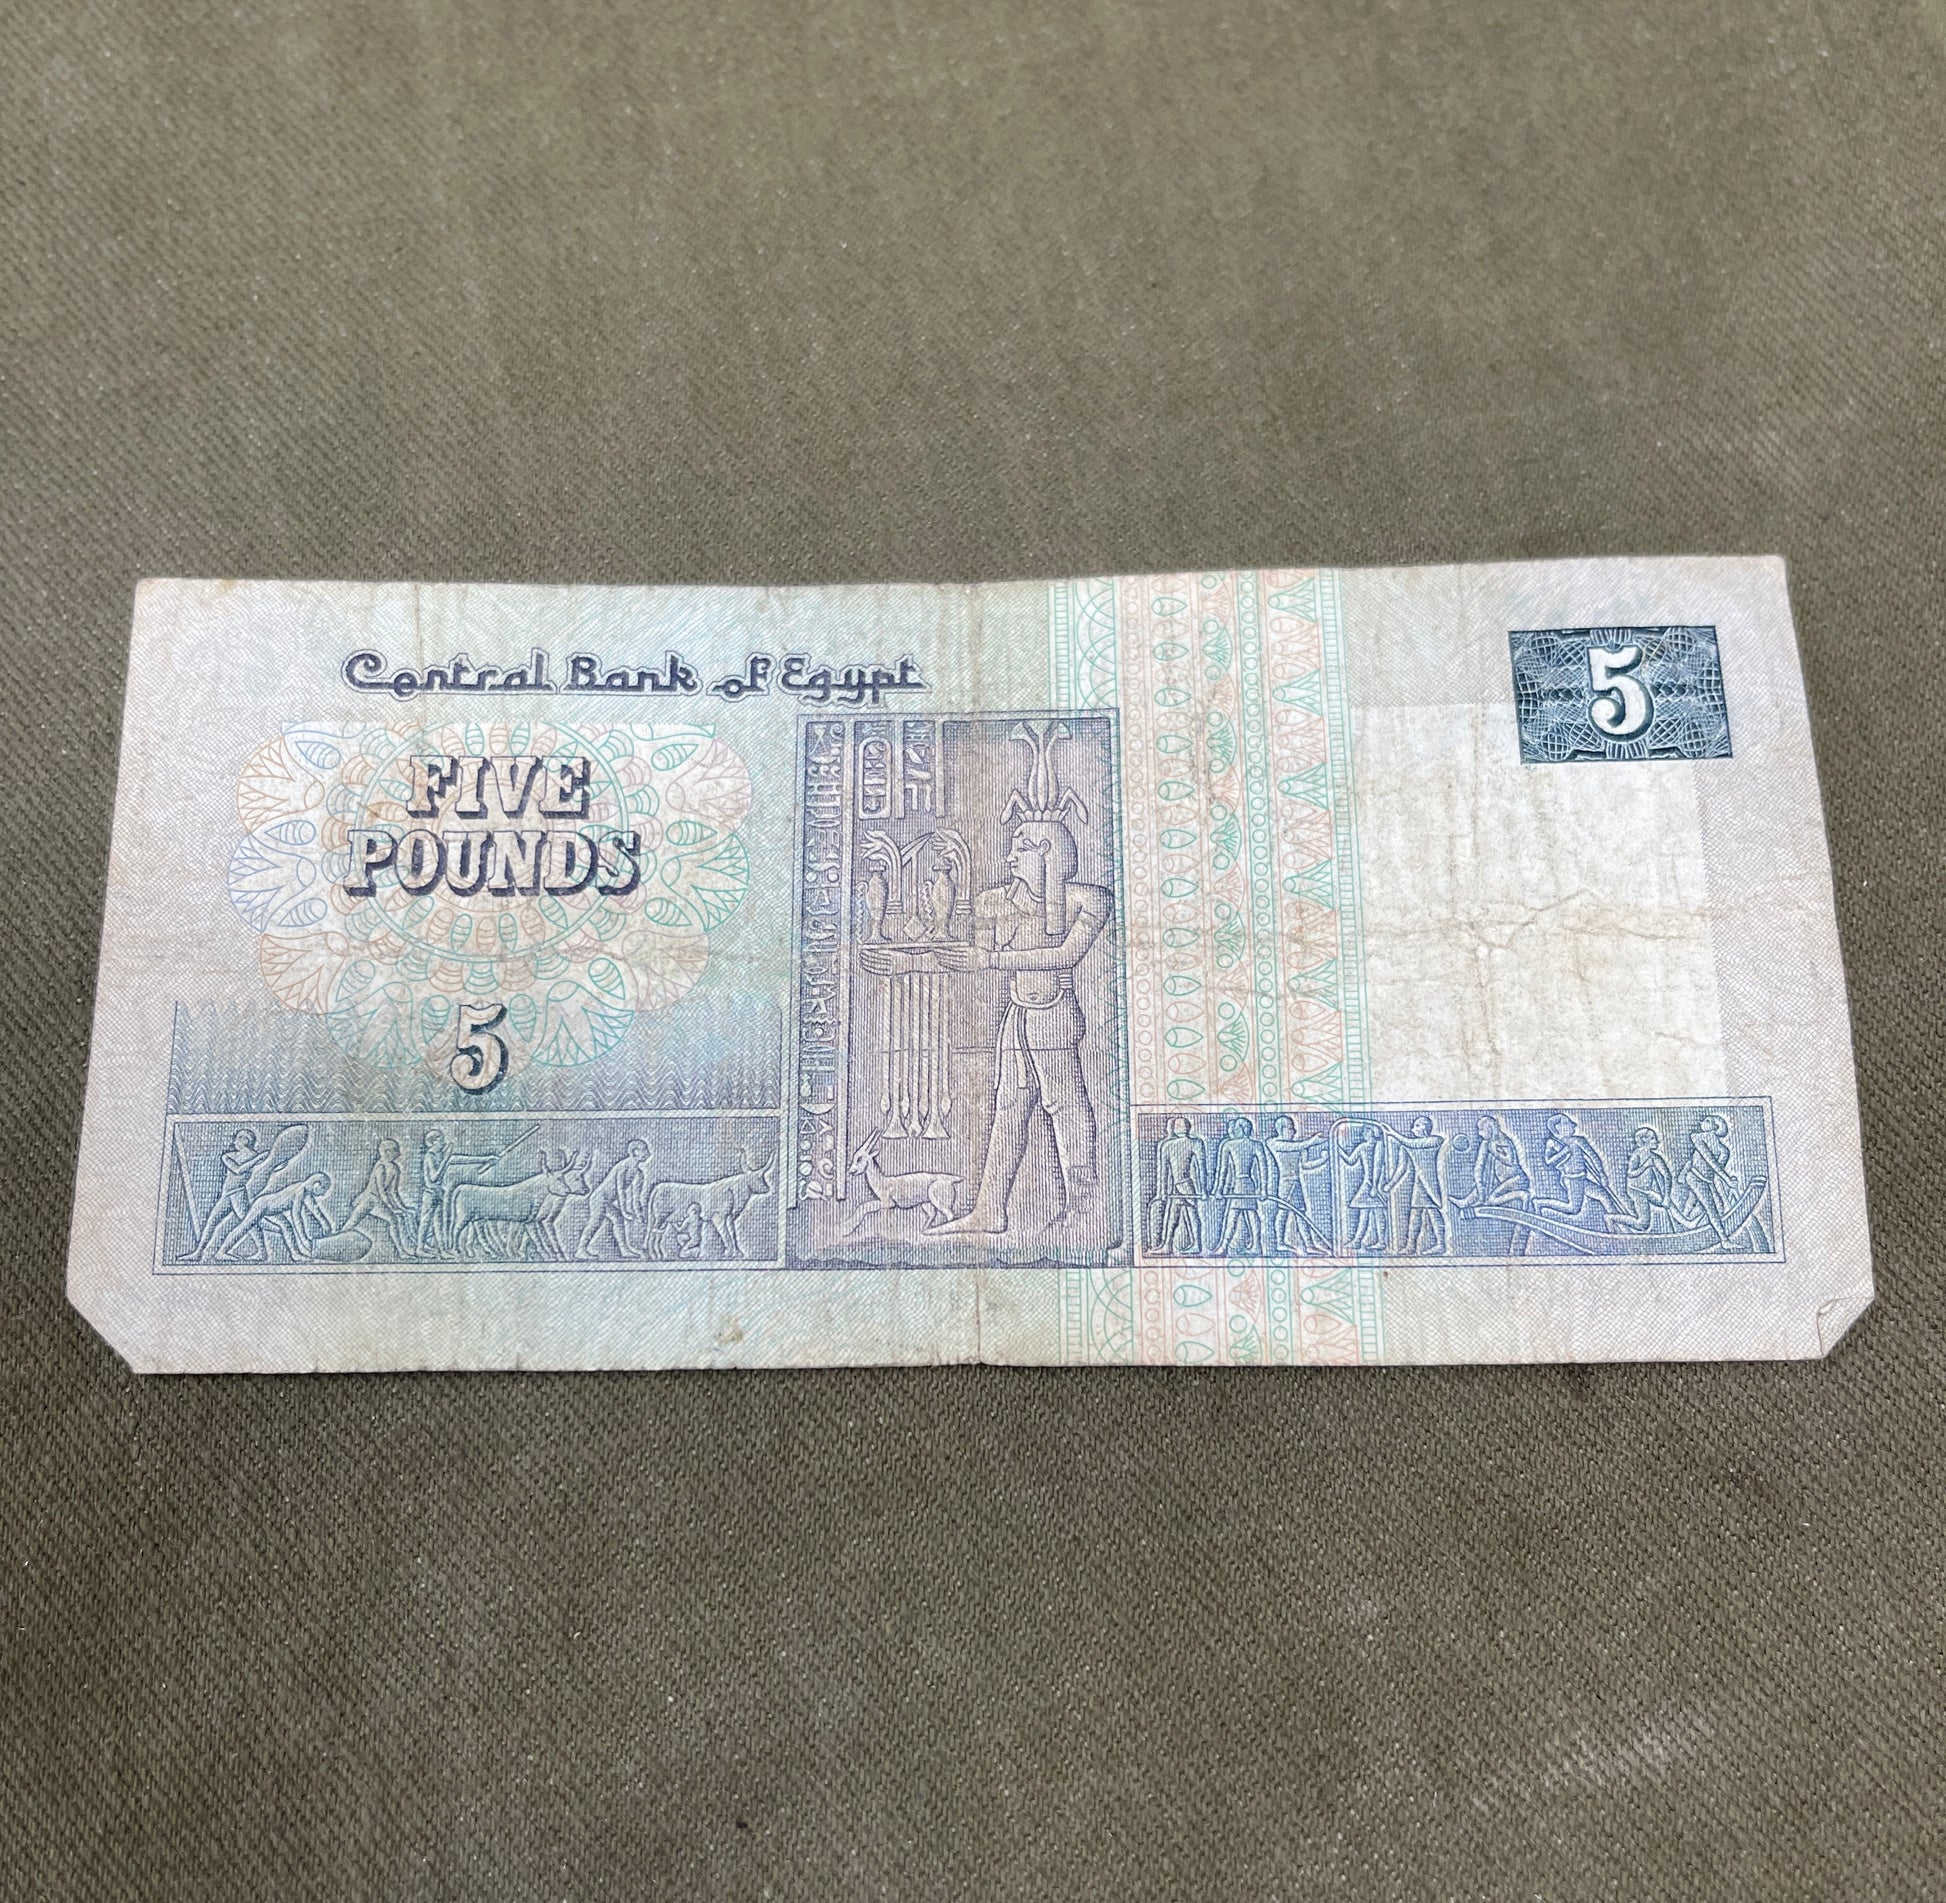 Central Bank of Egypt
5
FIVE
POUNDS
5